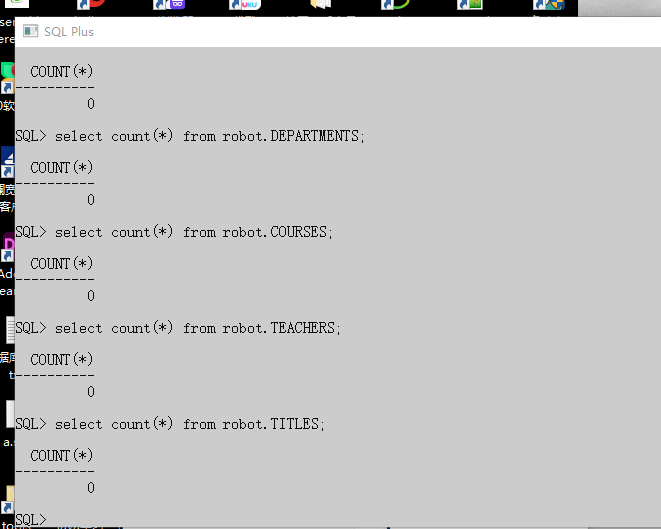 SQL Plus
COUNT(*)
----------
0
SQL> select count(*) from robot.DEPARTMENTS;
COUNT(*)
----------
0
SQL> select count(*) from robot.COURSES;
COUNT(*)
----------
0
SQL> select count(*) from robot.TEACHERS;
COUNT(*)
----------
0
SQL> select count(*) from robot.TITLES;
COUNT(*)
----------
0
SQL>